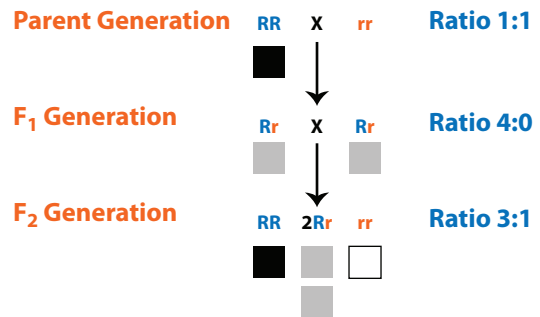 Parent Generation RR X rr Ratio 1:1
F₁ Generation Rr X Rr Ratio 4:0
F₂ Generation RR 2Rr rr Ratio 3:1